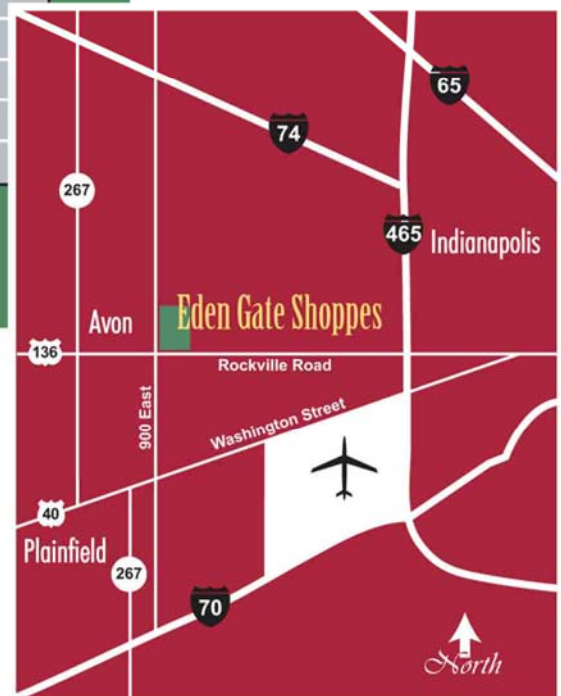 65
74
267
465
Indianapolis
Eden Gate Shoppes
Avon
136
Rockville Road
900 East
Washington Street
40
Plainfield
267
70
North